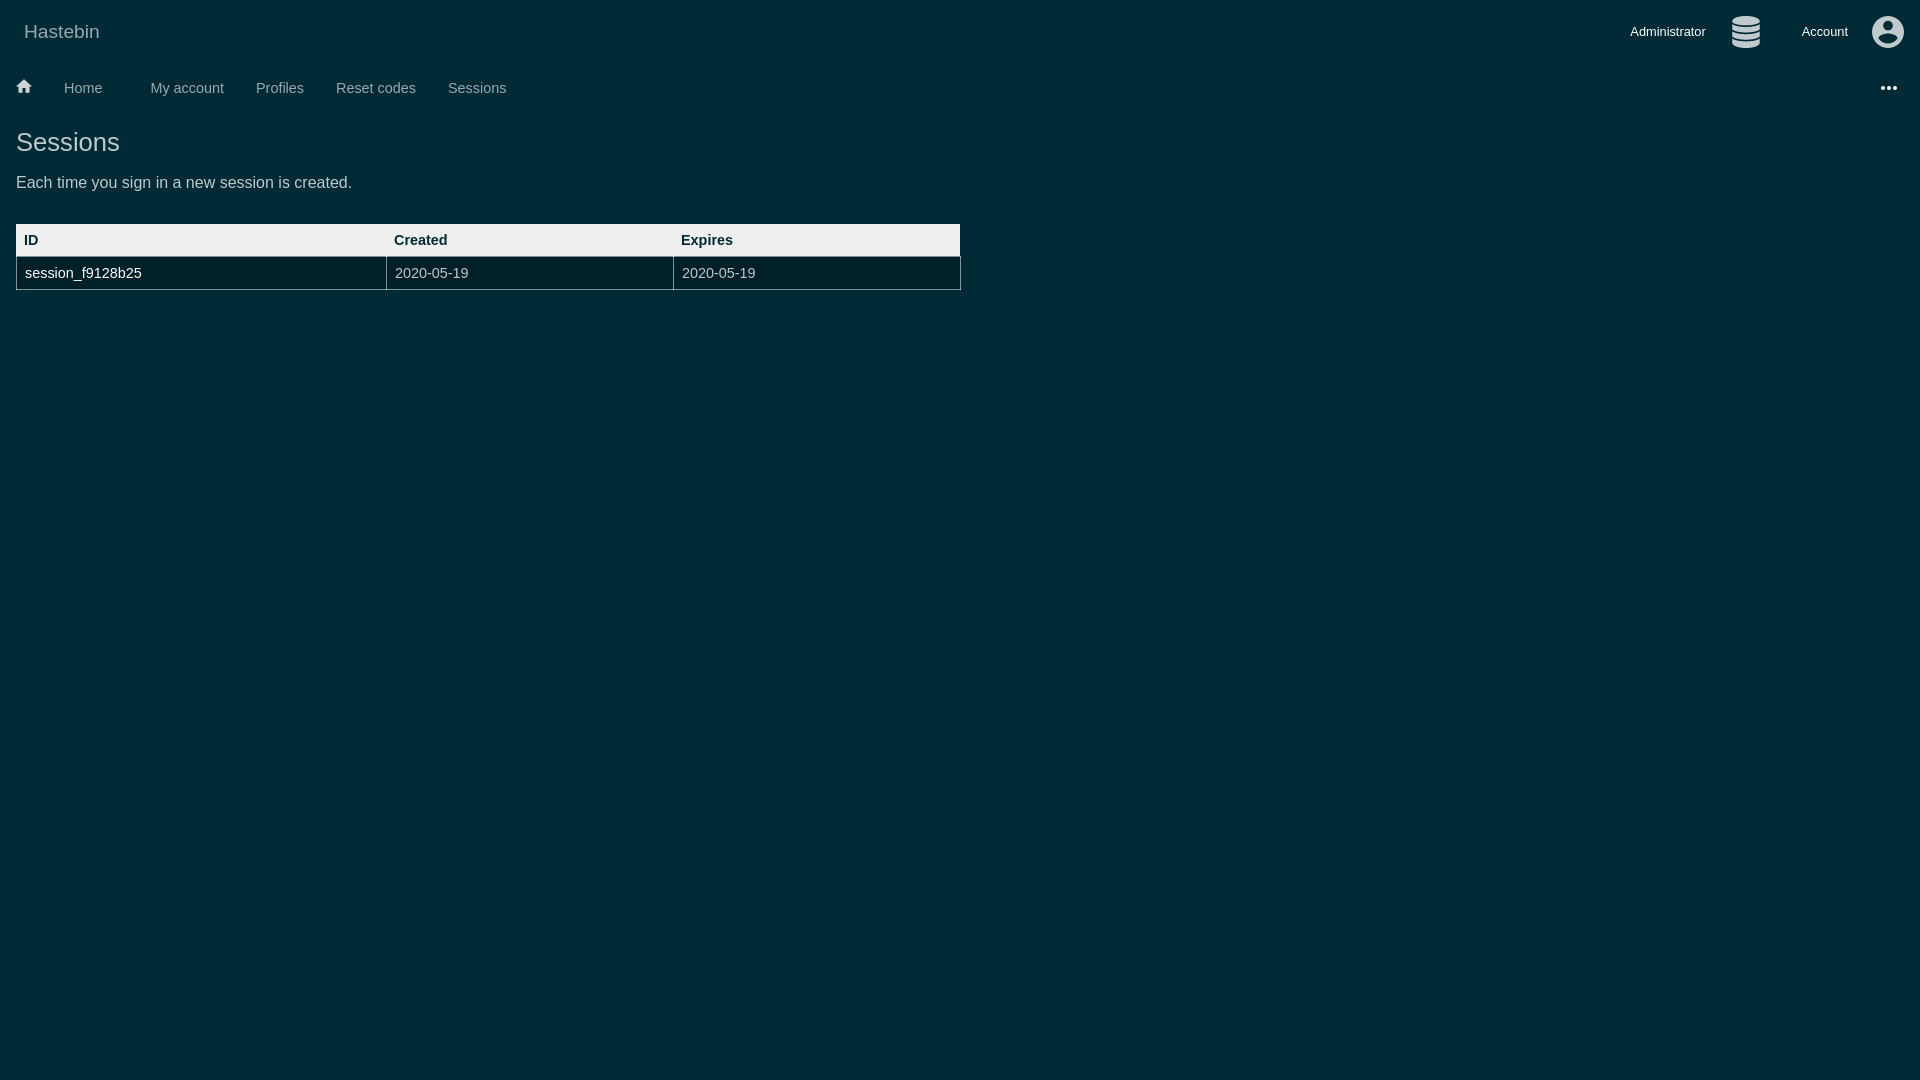 Hastebin
Administrator
Account
Home
My account
Profiles
Reset codes
Sessions
Sessions
Each time you sign in a new session is created.
ID Created Expires
session_f9128b25 2020-05-19 2020-05-19